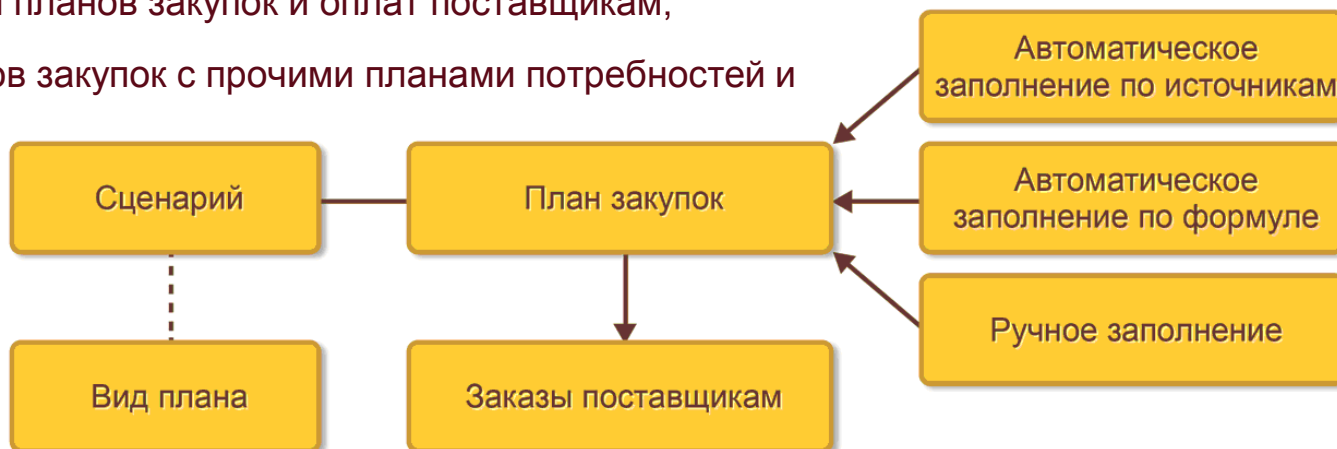 планов закупок и оплат поставщикам;
закупок с прочими планами потребностей и
Автоматическое
заполнение по источникам
Сценарий
План закупок
Автоматическое
заполнение по формуле
Ручное заполнение
Вид плана
Заказы поставщикам